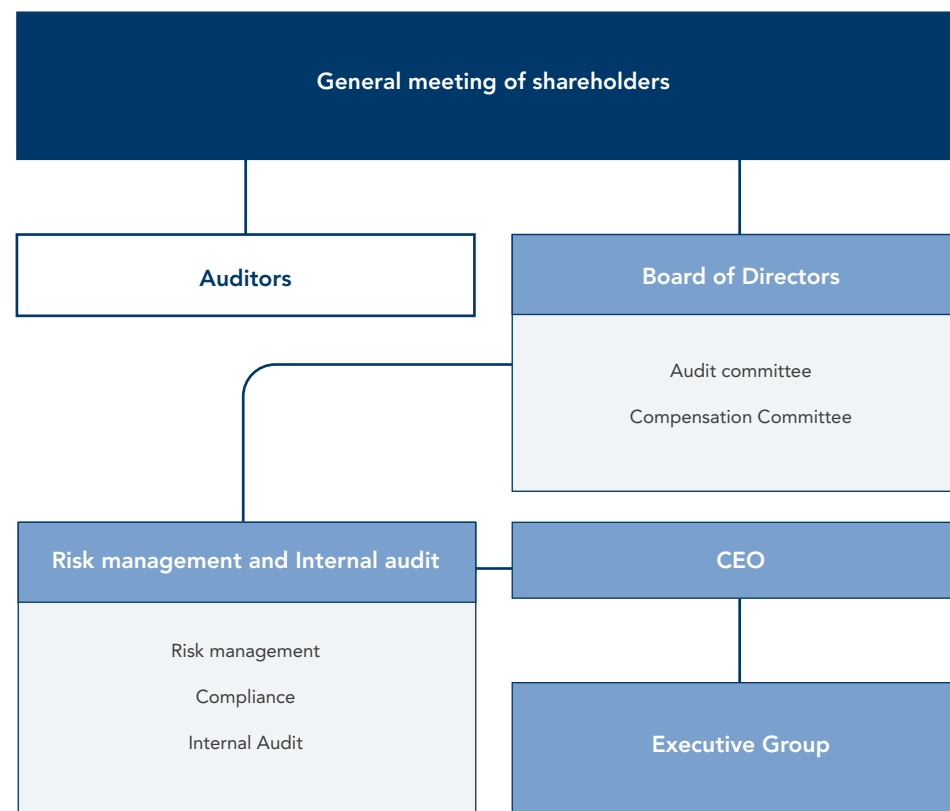 General meeting of shareholders
Auditors
Board of Directors
Audit committee
Compensation Committee
Risk management and Internal audit
CEO
Risk management
Compliance
Internal Audit
Executive Group